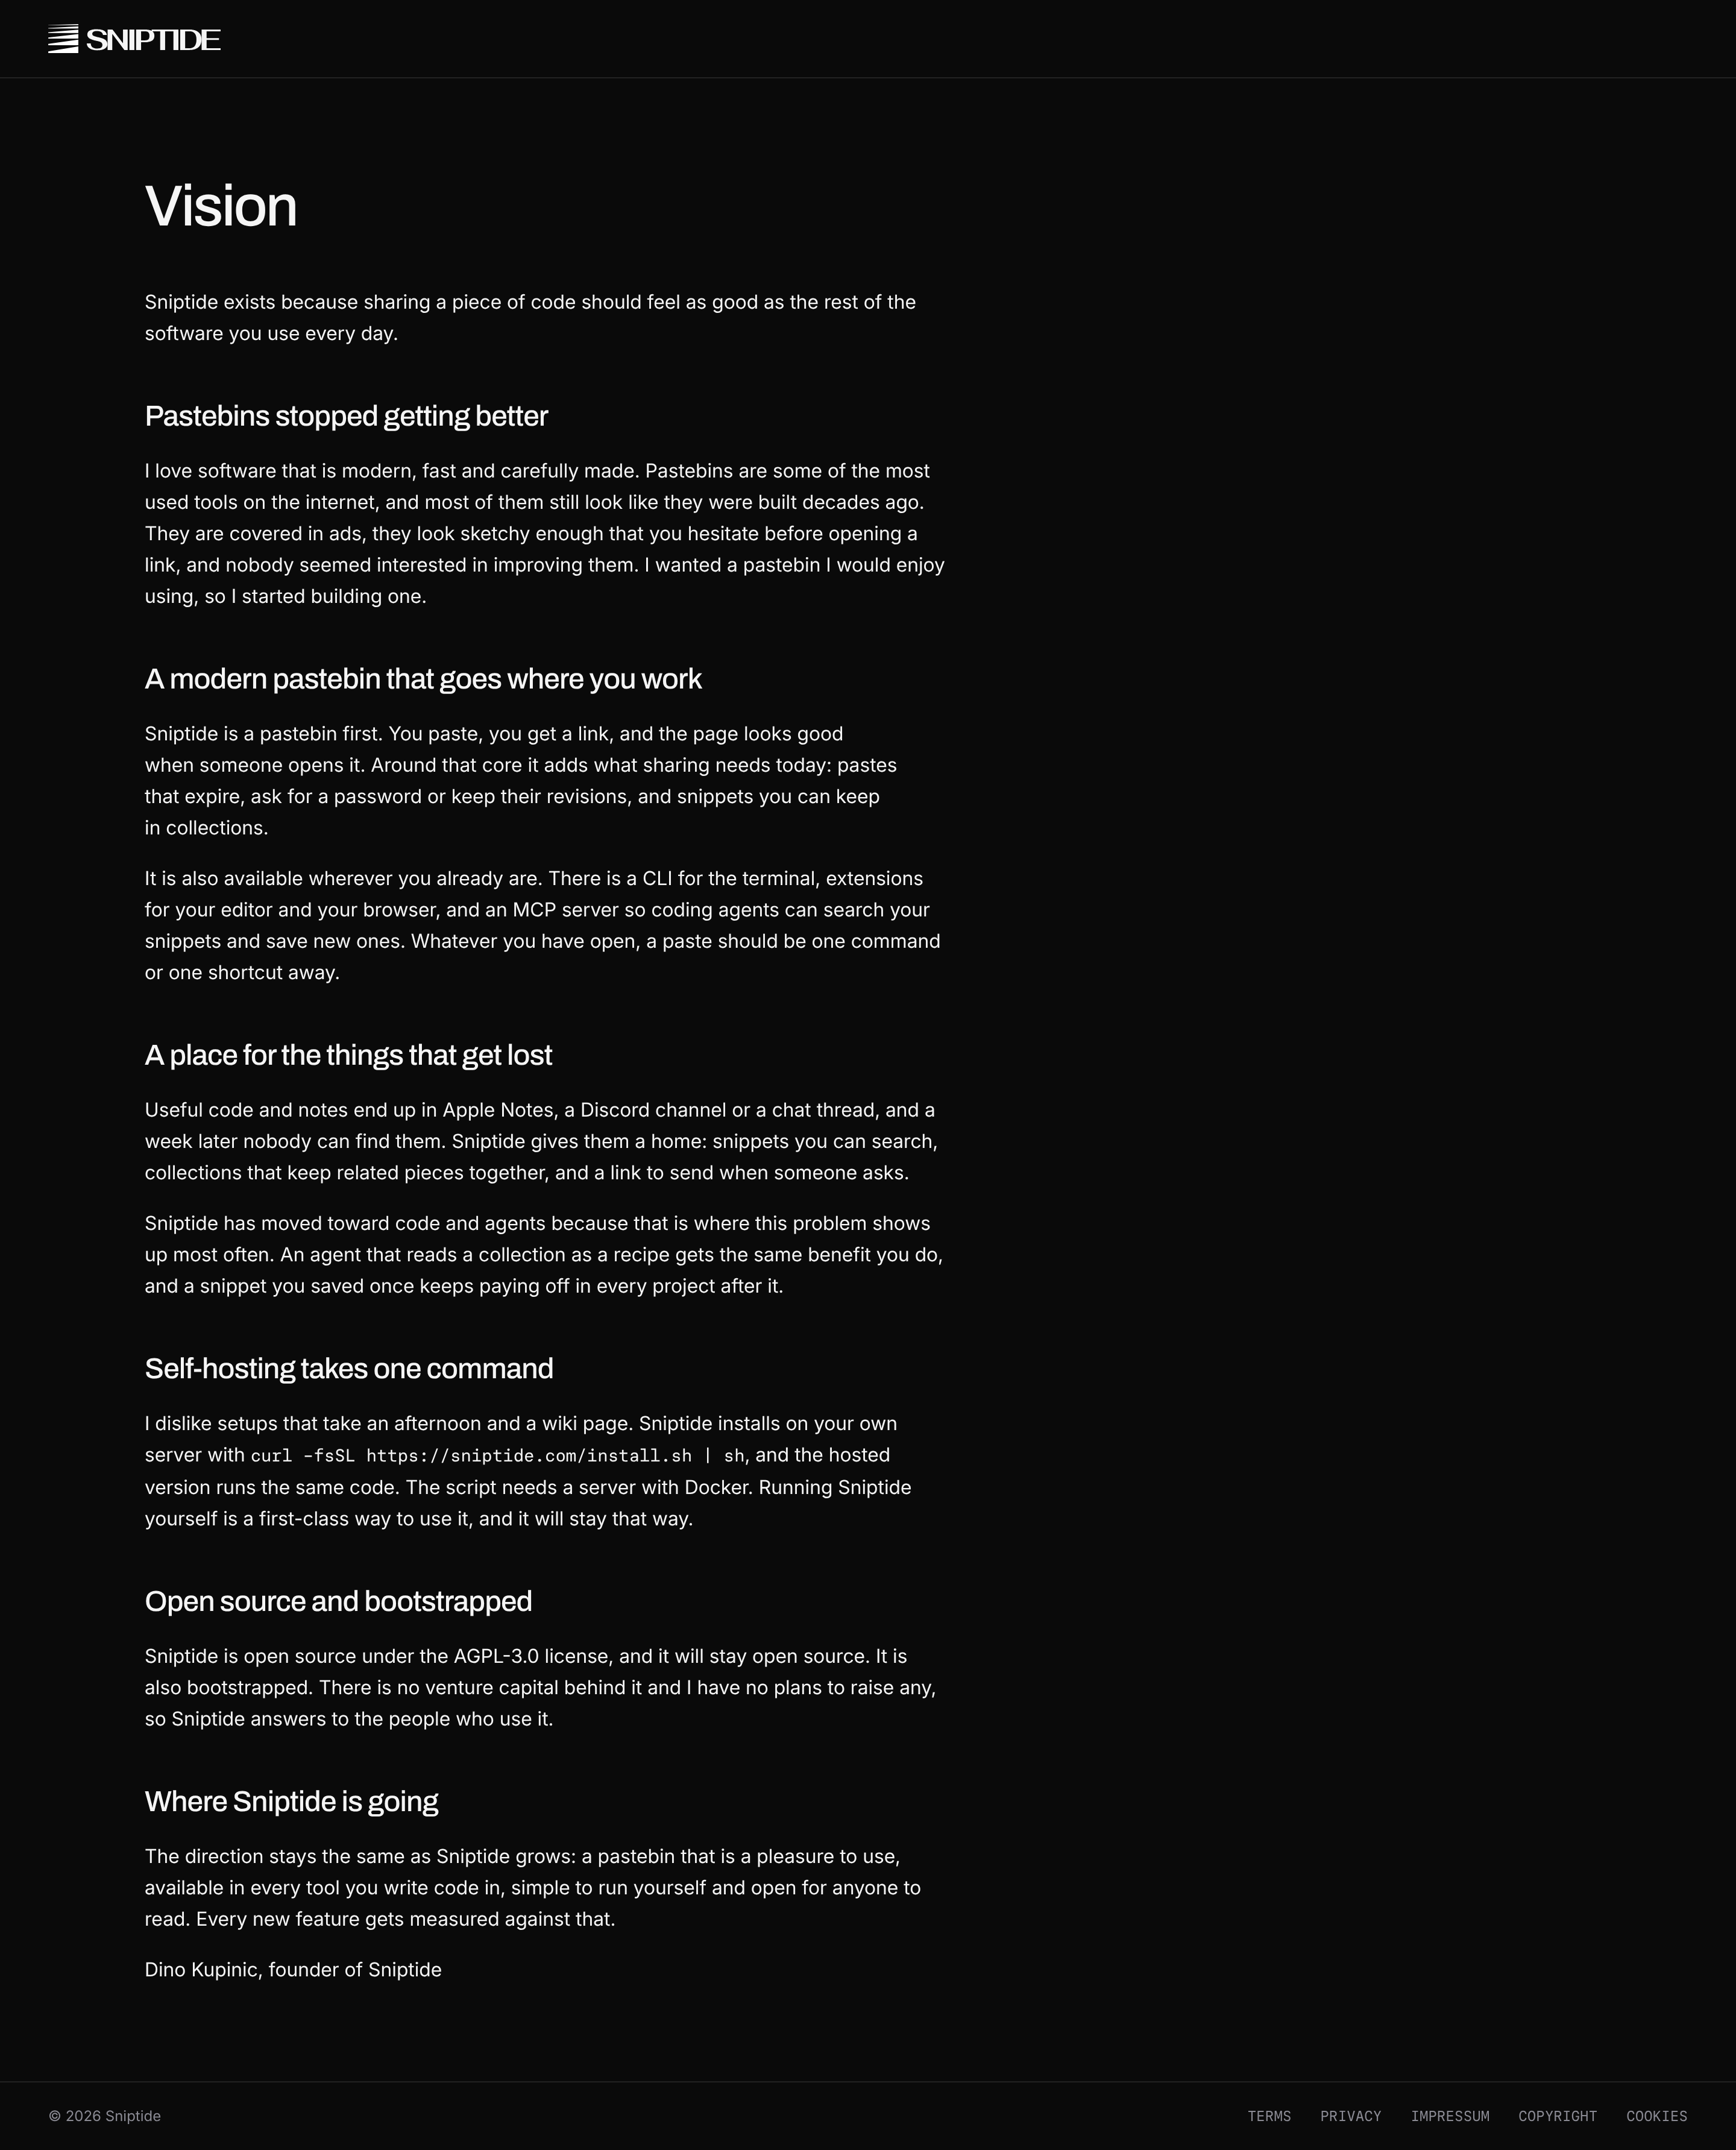 SNIPTIDE
Vision
Sniptide exists because sharing a piece of code should feel as good as the rest of the
software you use every day.
Pastebins stopped getting better
I love software that is modern, fast and carefully made. Pastebins are some of the most
used tools on the internet, and most of them still look like they were built decades ago.
They are covered in ads, they look sketchy enough that you hesitate before opening a
link, and nobody seemed interested in improving them. I wanted a pastebin I would enjoy
using, so I started building one.
A modern pastebin that goes where you work
Sniptide is a pastebin first. You paste, you get a link, and the page looks good
when someone opens it. Around that core it adds what sharing needs today: pastes
that expire, ask for a password or keep their revisions, and snippets you can keep
in collections.
It is also available wherever you already are. There is a CLI for the terminal, extensions
for your editor and your browser, and an MCP server so coding agents can search your
snippets and save new ones. Whatever you have open, a paste should be one command
or one shortcut away.
A place for the things that get lost
Useful code and notes end up in Apple Notes, a Discord channel or a chat thread, and a
week later nobody can find them. Sniptide gives them a home: snippets you can search,
collections that keep related pieces together, and a link to send when someone asks.
Sniptide has moved toward code and agents because that is where this problem shows
up most often. An agent that reads a collection as a recipe gets the same benefit you do,
and a snippet you saved once keeps paying off in every project after it.
Self-hosting takes one command
I dislike setups that take an afternoon and a wiki page. Sniptide installs on your own
server with curl -fsSL https://sniptide.com/install.sh | sh, and the hosted
version runs the same code. The script needs a server with Docker. Running Sniptide
yourself is a first-class way to use it, and it will stay that way.
Open source and bootstrapped
Sniptide is open source under the AGPL-3.0 license, and it will stay open source. It is
also bootstrapped. There is no venture capital behind it and I have no plans to raise any,
so Sniptide answers to the people who use it.
Where Sniptide is going
The direction stays the same as Sniptide grows: a pastebin that is a pleasure to use,
available in every tool you write code in, simple to run yourself and open for anyone to
read. Every new feature gets measured against that.
Dino Kupinic, founder of Sniptide
© 2026 Sniptide TERMS PRIVACY IMPRESSUM COPYRIGHT COOKIES